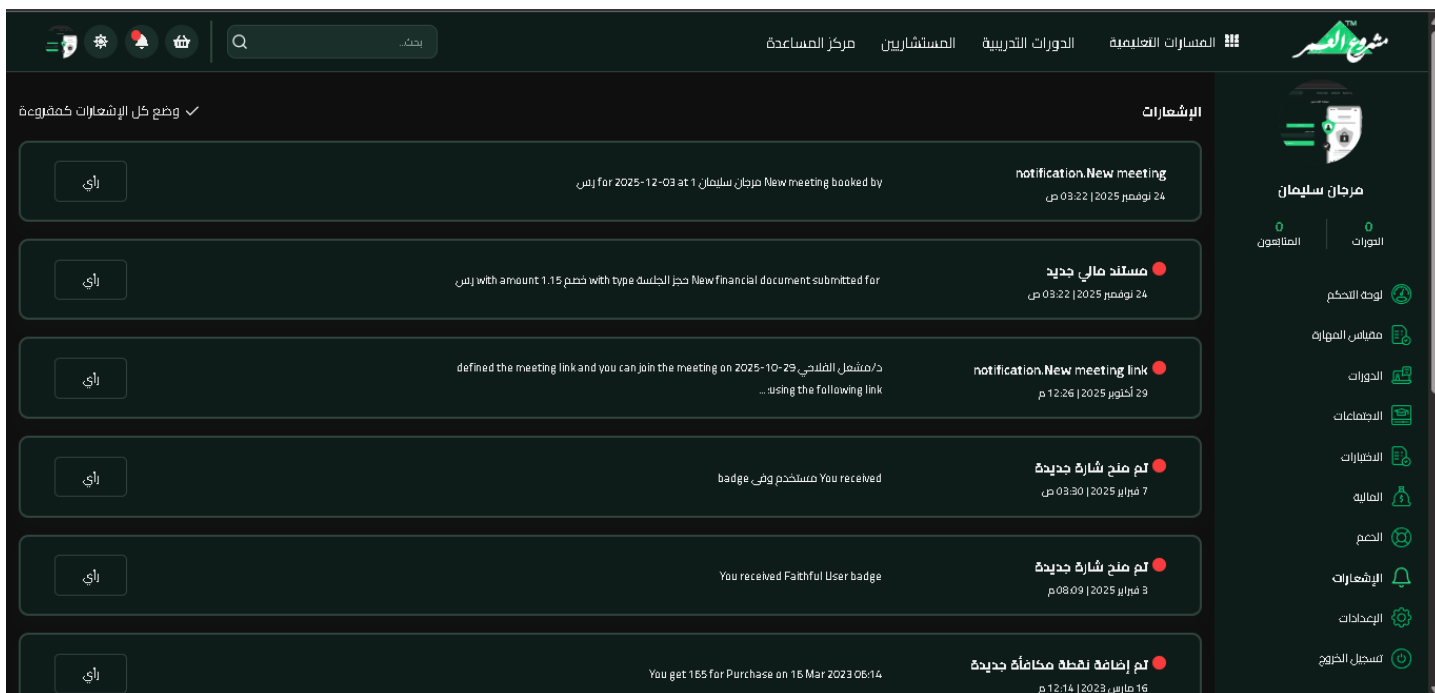 مشروع العمر
TM
المسارات التعليمية
الدورات التدريبية
المستشاريين
مركز المساعدة
بحث...
مرجان سليمان
0
الدورات
0
المتابعون
لوحة التحكم
مقياس المهارة
الدورات
الاجتماعات
الاختبارات
المالية
الدعم
الإشعارات
الإعدادات
تسجيل الخروج
الإشعارات
وضع كل الإشعارات كمقروءة
notification.New meeting
24 نوفمبر 2025 | 03:22 ص
New meeting booked by مرجان سليمان for 2025-12-03 at 1 ر.س.
رأي
مستند مالي جديد
24 نوفمبر 2025 | 03:22 ص
New financial document submitted for حجز الجلسة with type خصم with amount 1.15 ر.س.
رأي
notification.New meeting link
29 أكتوبر 2025 | 12:26 م
د/مشعل الفلاحي defined the meeting link and you can join the meeting on 2025-10-29
using the following link: ...
رأي
تم منح شارة جديدة
7 فبراير 2025 | 03:30 ص
You received مستخدم وفي badge
رأي
تم منح شارة جديدة
3 فبراير 2025 | 08:09 م
You received Faithful User badge
رأي
تم إضافة نقطة مكافأة جديدة
16 مارس 2023 | 12:14 م
You get 155 for Purchase on 16 Mar 2023 06:14
رأي